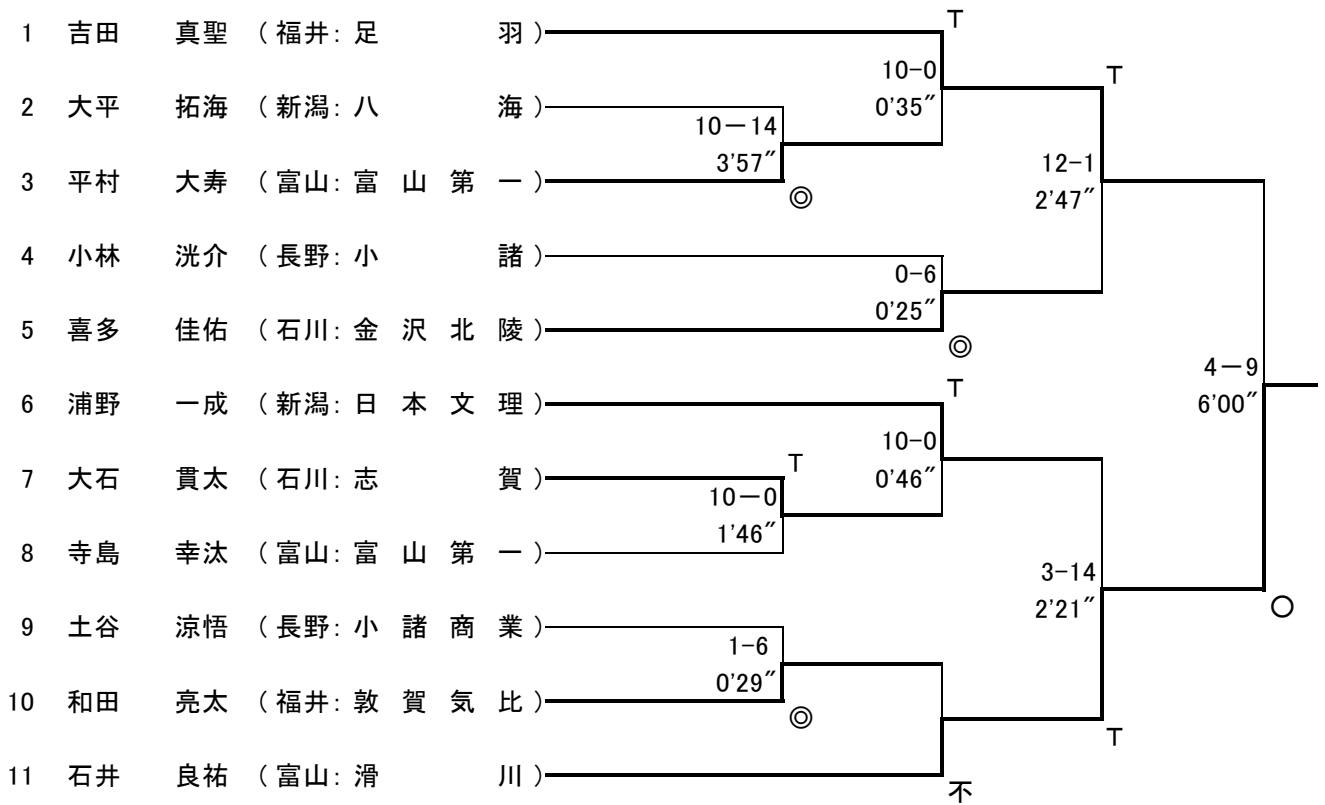 1 吉田 真聖 （福井：足 羽）
2 大平 拓海 （新潟：八 海）
3 平村 大寿 （富山：富 山 第 一）
4 小林 洸介 （長野：小 諸）
5 喜多 佳佑 （石川：金 沢 北 陵）
6 浦野 一成 （新潟：日 本 文 理）
7 大石 貫太 （石川：志 賀）
8 寺島 幸汰 （富山：富 山 第 一）
9 土谷 涼悟 （長野：小 諸 商 業）
10 和田 亮太 （福井：敦 賀 気 比）
11 石井 良祐 （富山：滑 川）
10－14
3'57″
◎
T
10－0
1'46″
1-6
0'29″
◎
T
10-0
0'35″
0-6
0'25″
◎
T
10-0
0'46″
不
T
12-1
2'47″
3-14
2'21″
T
4－9
6'00″
○